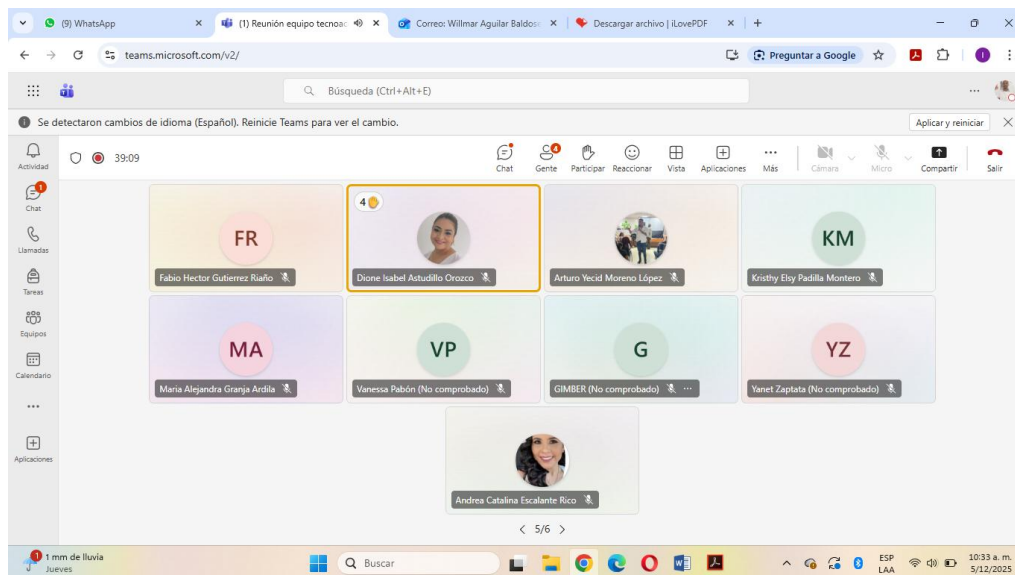 (9) WhatsApp
(1) Reunión equipo tecnoac
Correo: Willmar Aguilar Baldos
Descargar archivo | iLovePDF
teams.microsoft.com/v2/
Preguntar a Google
I
Búsqueda (Ctrl+Alt+E)
Se detectaron cambios de idioma (Español). Reinicie Teams para ver el cambio.
Aplicar y reiniciar
Actividad
39:09
Chat
4
Gente
Participar
Reaccionar
Vista
Aplicaciones
Más
Cámara
Micro
Compartir
Salir
1
Chat
Llamadas
Tareas
Equipos
Calendario
Aplicaciones
FR
Fabio Hector Gutierrez Riaño
4
Dione Isabel Astudillo Orozco
Arturo Yecid Moreno López
KM
Kristhy Elsy Padilla Montero
MA
Maria Alejandra Granja Ardila
VP
Vanessa Pabón (No comprobado)
G
GIMBER (No comprobado)
YZ
Yanet Zaptata (No comprobado)
Andrea Catalina Escalante Rico
5/6
1
1 mm de lluvia
Jueves
Buscar
ESP
LAA
10:33 a. m.
5/12/2025